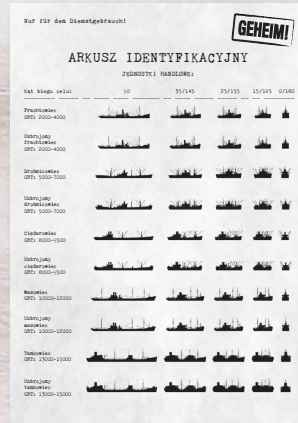 Nur für dem Dienstgebrauch!
GEHEIM!
ARKUSZ IDENTYFIKACYJNY
JEDNOSTKI HANDLOWE:
Kąt biegu celu: 90 35/145 25/155 15/165 0/180
Frachtowiec
GRT: 2000-4000
Uzbrojony
frachtowiec
GRT: 2000-4000
Drobnicowiec
GRT: 5000-7000
Uzbrojony
drobnicowiec
GRT: 5000-7000
Ciężarowiec
GRT: 8000-9500
Uzbrojony
ciężarowiec
GRT: 8000-9500
Masowiec
GRT: 10000-12000
Uzbrojony
masowiec
GRT: 10000-12000
Tankowiec
GRT: 13000-15000
Uzbrojony
tankowiec
GRT: 13000-15000